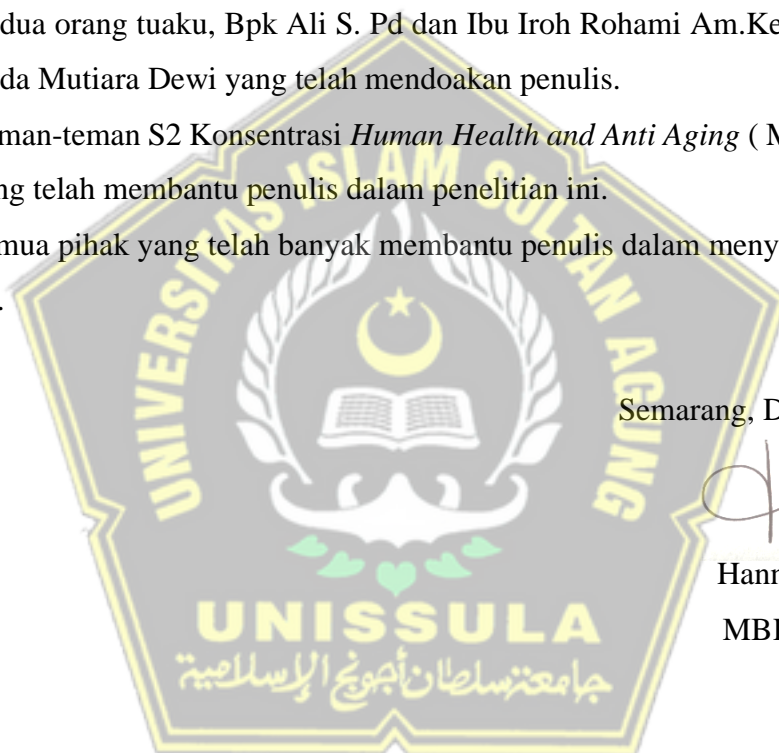 dua orang tuaku, Bpk Ali S. Pd dan Ibu Iroh Rohami Am.Ke
da Mutiara Dewi yang telah mendoakan penulis.
man-teman S2 Konsentrasi Human Health and Anti Aging ( M
ng telah membantu penulis dalam penelitian ini.
mua pihak yang telah banyak membantu penulis dalam meny
.
UNIVERSITAS ISLAM SULTAN AGUNG
Semarang, D
Hann
MBI
UNISSULA
جامعة سلطان أجونج الإسلامية